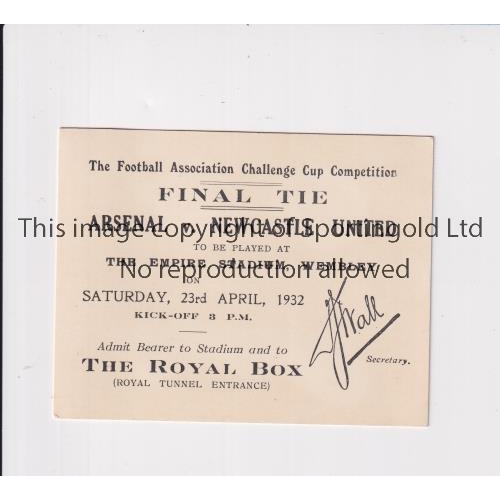 The Football Association Challenge Cup Competition
FINAL TIE
ARSENAL v. NEWCASTLE UNITED
This image copyright of Sportingold Ltd /
TO BE PLAYED AT
THE EMPIRE STADIUM, WEMBLEY
No reproduction allowed
ON
SATURDAY, 23rd APRIL, 1932
KICK-OFF 3 P.M.
Wall
Secretary.
Admit Bearer to Stadium and to
THE ROYAL BOX
(ROYAL TUNNEL ENTRANCE)